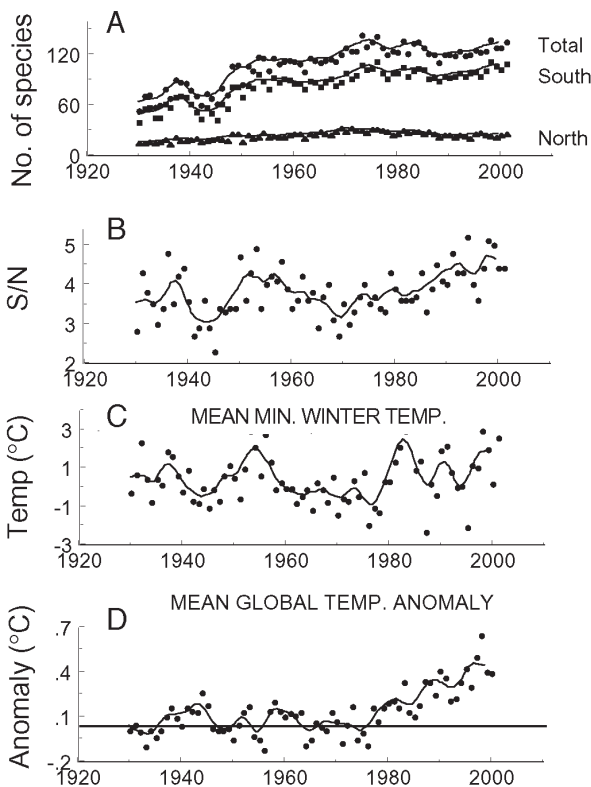 A
No. of species
120
60
0
Total
South
North
1920 1940 1960 1980 2000
B
S/N
5
4
3
2
1920 1940 1960 1980 2000
C MEAN MIN. WINTER TEMP.
Temp (°C)
3
1
-1
-3
1920 1940 1960 1980 2000
D MEAN GLOBAL TEMP. ANOMALY
Anomaly (°C)
.7
.4
.1
-.2
1920 1940 1960 1980 2000